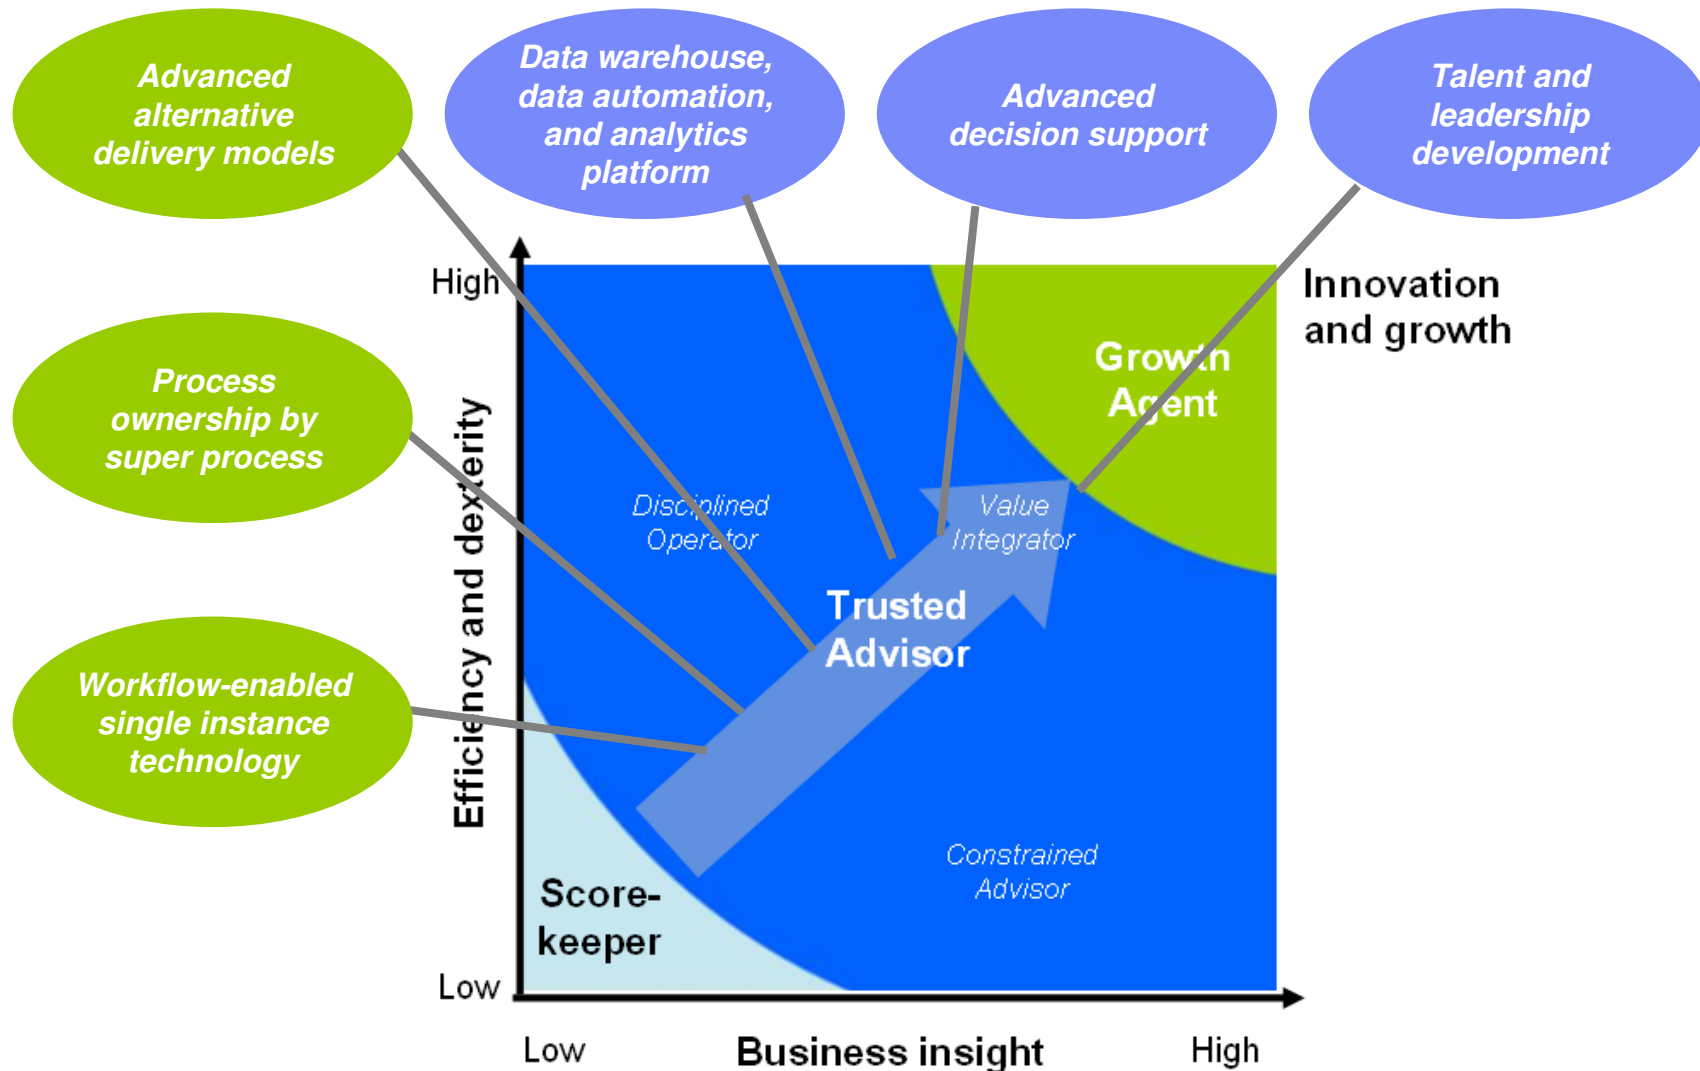 Advanced
alternative
delivery models
Data warehouse,
data automation,
and analytics
platform
Advanced
decision support
Talent and
leadership
development
Process
ownership by
super process
Workflow-enabled
single instance
technology
High
Efficiency and dexterity
Low
Innovation
and growth
Growth
Agent
Disciplined
Operator
Value
Integrator
Trusted
Advisor
Constrained
Advisor
Score-
keeper
Low
Business insight
High